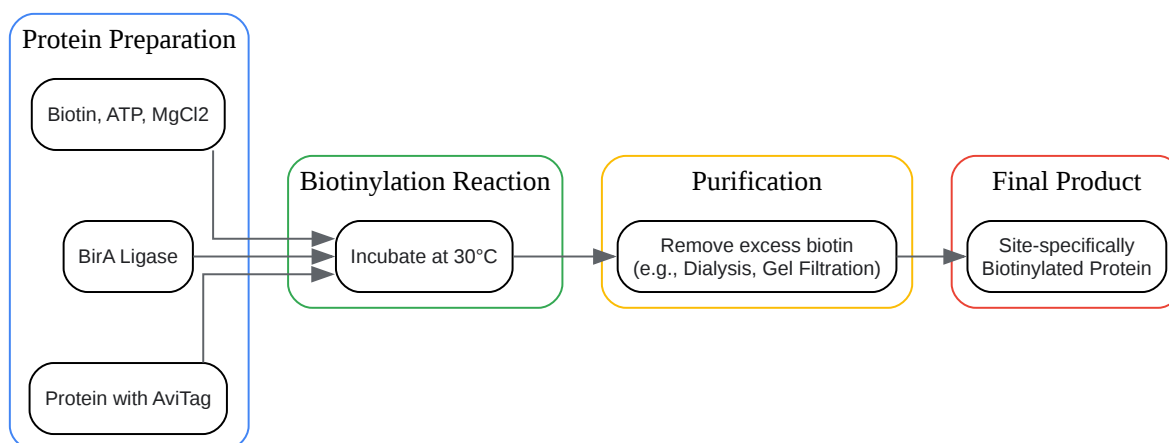 Protein Preparation
Biotin, ATP, MgCl2
BirA Ligase
Protein with AviTag
Biotinylation Reaction
Incubate at 30°C
Purification
Remove excess biotin
(e.g., Dialysis, Gel Filtration)
Final Product
Site-specifically
Biotinylated Protein